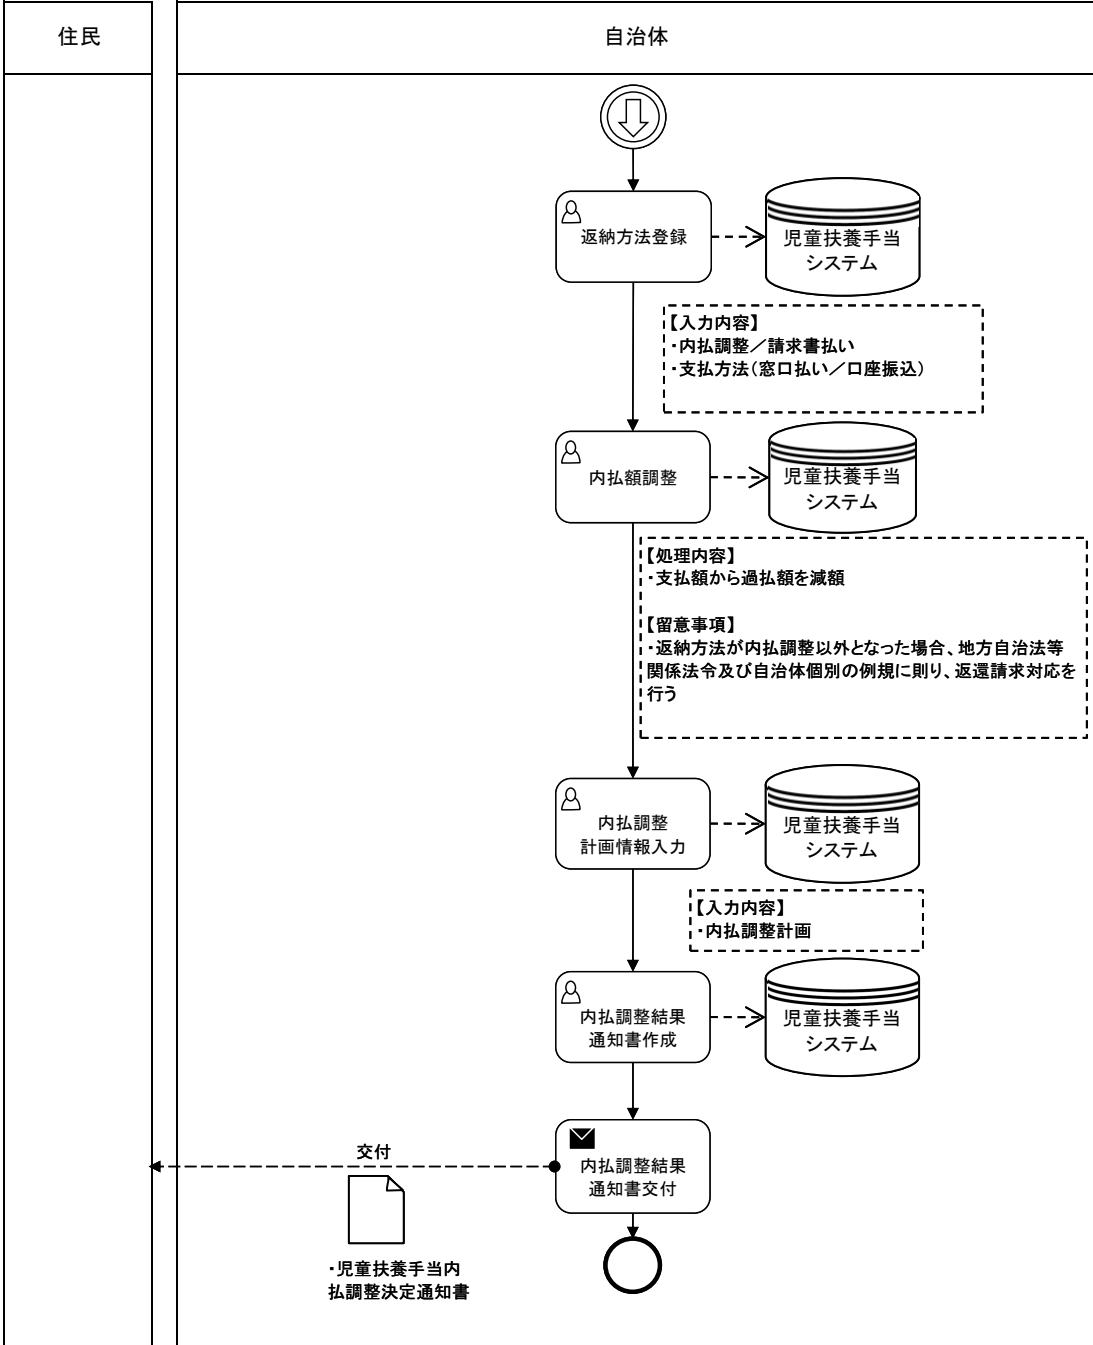 住民
自治体
返納方法登録
児童扶養手当
システム
【入力内容】
・内払調整／請求書払い
・支払方法（窓口払い／口座振込）
内払額調整
児童扶養手当
システム
【処理内容】
・支払額から過払額を減額
【留意事項】
・返納方法が内払調整以外となった場合、地方自治法等
関係法令及び自治体個別の例規に則り、返還請求対応を
行う
内払調整
計画情報入力
児童扶養手当
システム
【入力内容】
・内払調整計画
内払調整結果
通知書作成
児童扶養手当
システム
内払調整結果
通知書交付
交付
・児童扶養手当内
払調整決定通知書